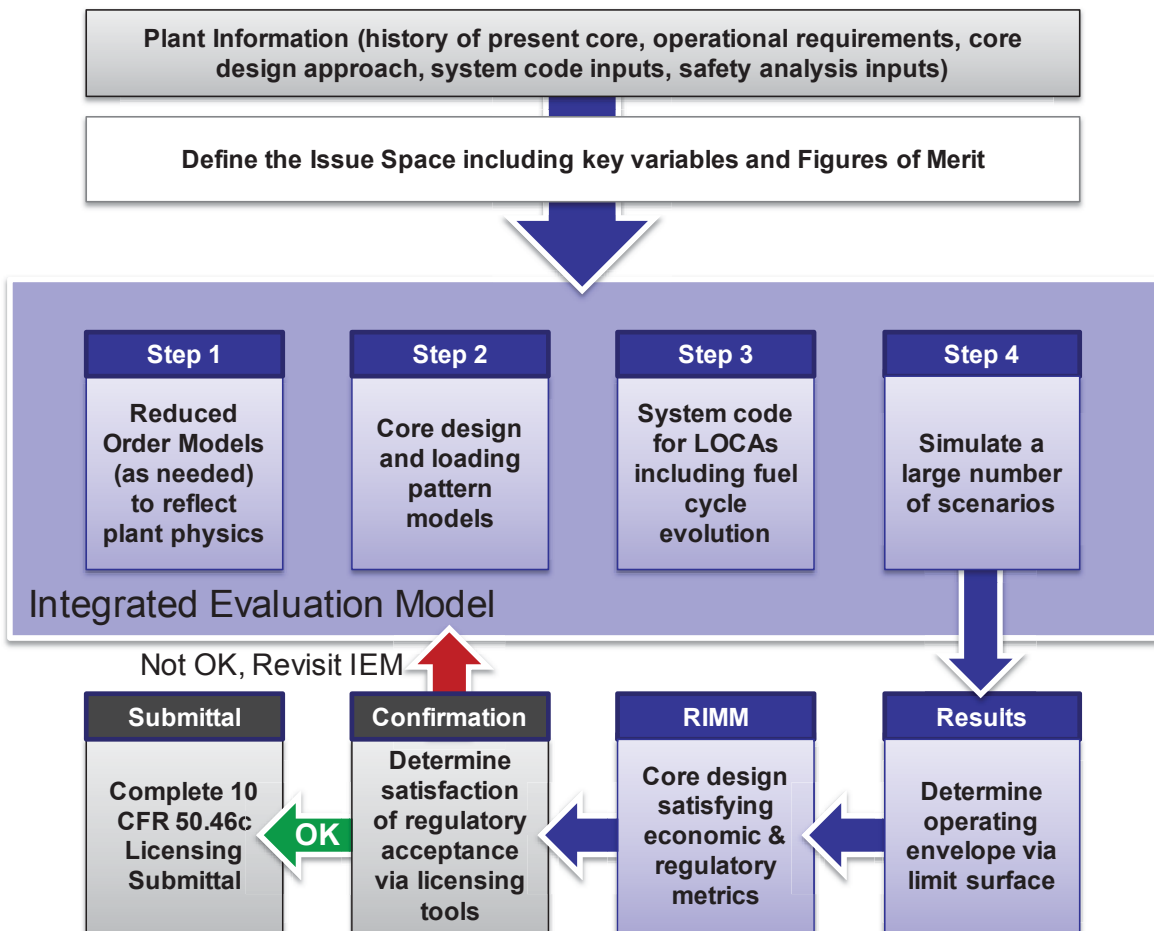 Plant Information (history of present core, operational requirements, core
design approach, system code inputs, safety analysis inputs)
Define the Issue Space including key variables and Figures of Merit
Step 1
Reduced
Order Models
(as needed)
to reflect
plant physics
Step 2
Core design
and loading
pattern
models
Step 3
System code
for LOCAs
including fuel
cycle
evolution
Step 4
Simulate a
large number
of scenarios
Integrated Evaluation Model
Not OK, Revisit IEM
Submittal
Complete 10
CFR 50.46c
Licensing
Submittal
OK
Confirmation
Determine
satisfaction
of regulatory
acceptance
via licensing
tools
RIMM
Core design
satisfying
economic &
regulatory
metrics
Results
Determine
operating
envelope via
limit surface